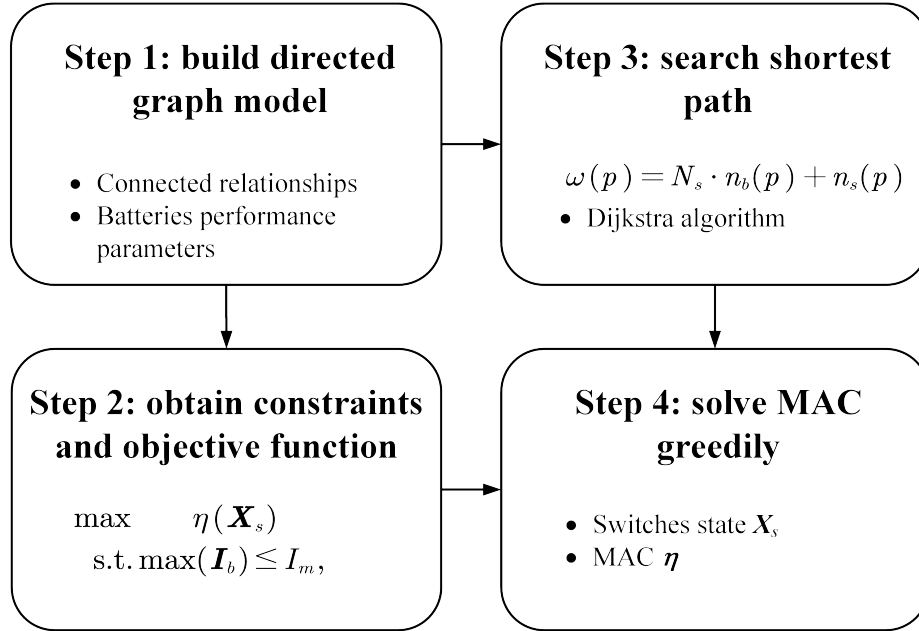 Step 1: build directed
graph model
• Connected relationships
• Batteries performance
parameters
Step 3: search shortest
path
ω(p) = N_s · n_b(p) + n_s(p)
• Dijkstra algorithm
Step 2: obtain constraints
and objective function
max η(X_s)
s.t. max(I_b) ≤ I_m,
Step 4: solve MAC
greedily
• Switches state X_s
• MAC η